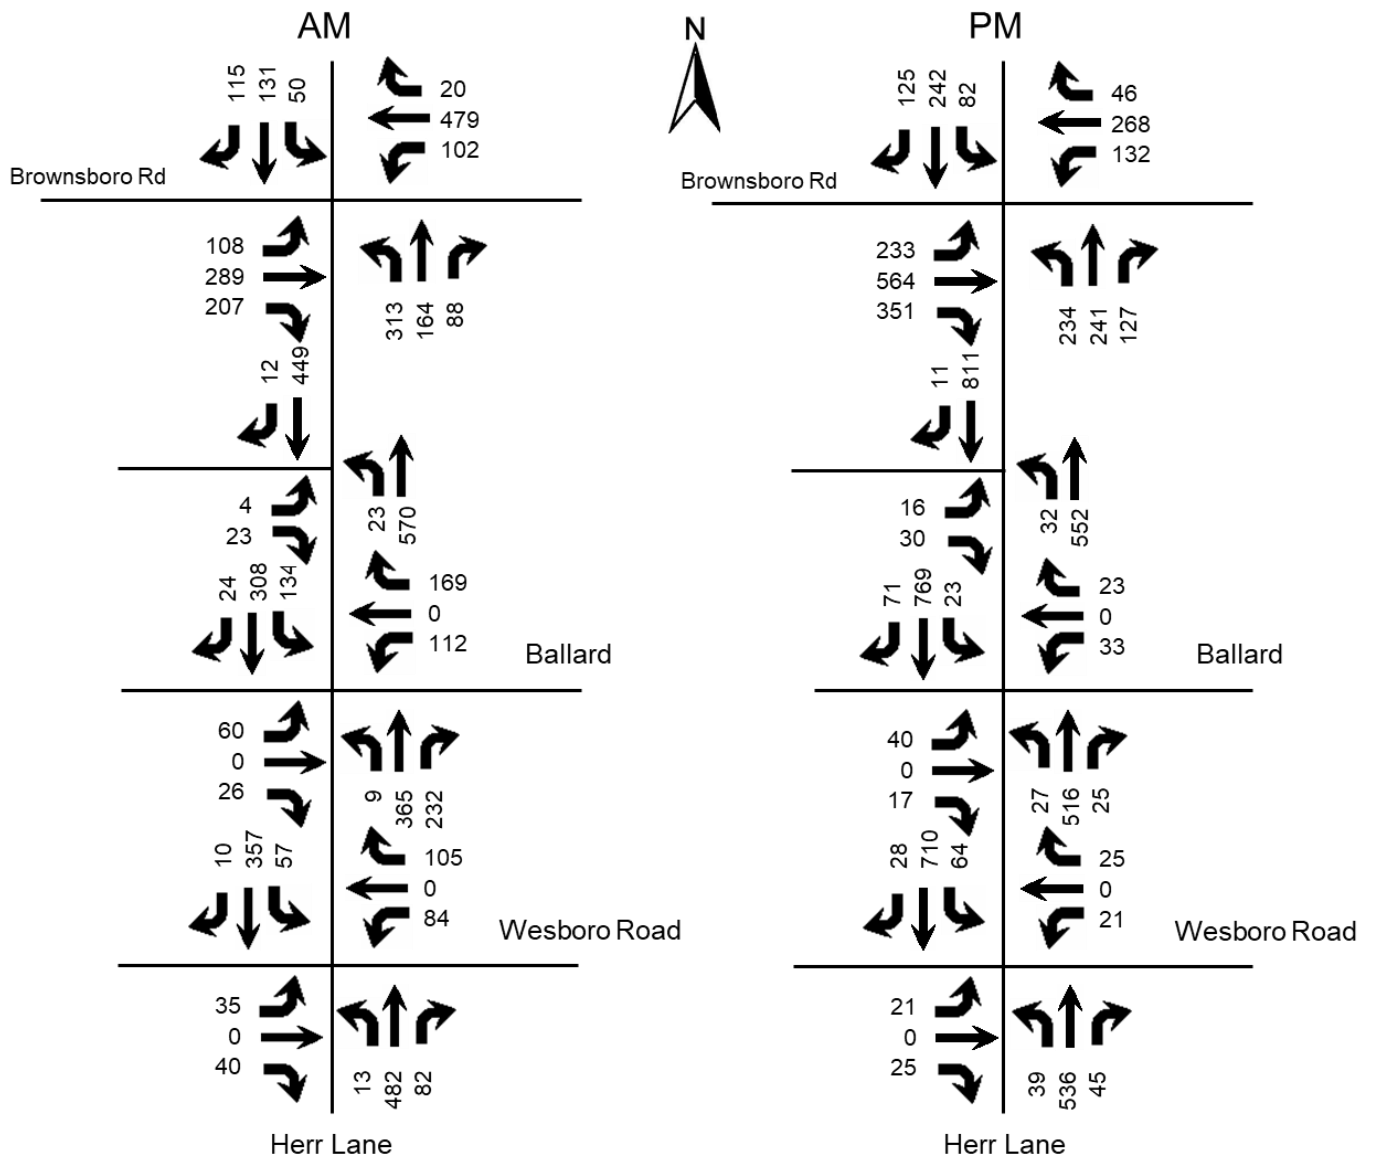 AM
N
PM
115 131 50
20
479
102
125 242 82
46
268
132
Brownsboro Rd
Brownsboro Rd
108
289
207
313 164 88
233
564
351
234 241 127
12 449
11 811
4
23
23 570
16
30
32 552
24 308 134
169
0
112
71 769 23
23
0
33
Ballard
Ballard
60
0
26
9 365 232
40
0
17
27 516 25
10 357 57
105
0
84
28 710 64
25
0
21
Wesboro Road
Wesboro Road
35
0
40
13 482 82
21
0
25
39 536 45
Herr Lane
Herr Lane